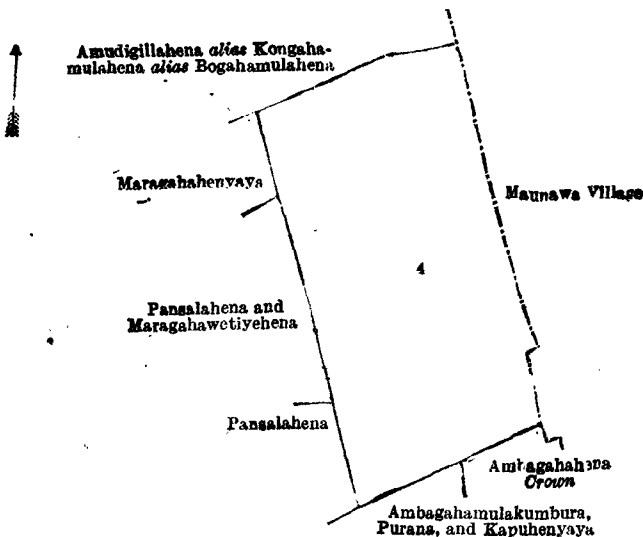 Amudigillahena alias Kongaha-
mulahena alias Bogahamulahena
Maragahahenyaya
Maunawa Village
4
Pansalahena and
Maragahawetiyehena
Pansalahena
Ambagahahena
Crown
Ambagahamulakumbura,
Purana, and Kapuhenyaya